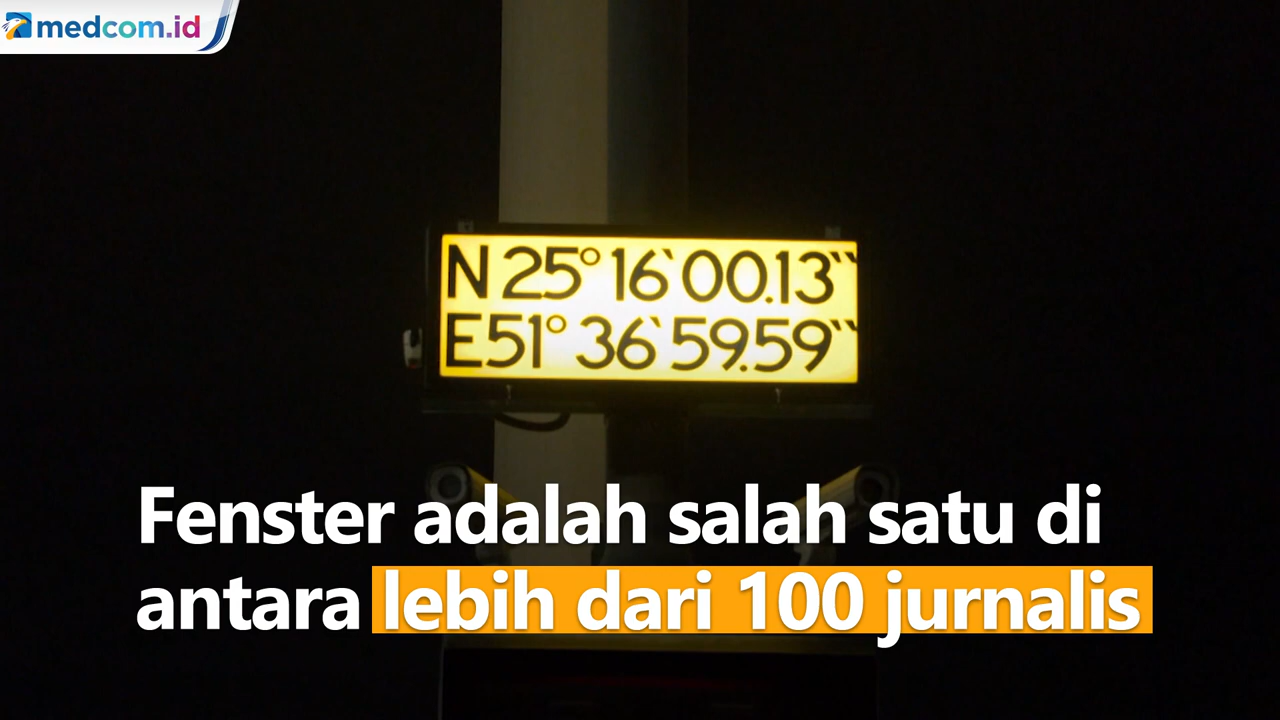 medcom.id
N 25° 16` 00.13``
E 51° 36` 59.59``
Fenster adalah salah satu di
antara lebih dari 100 jurnalis